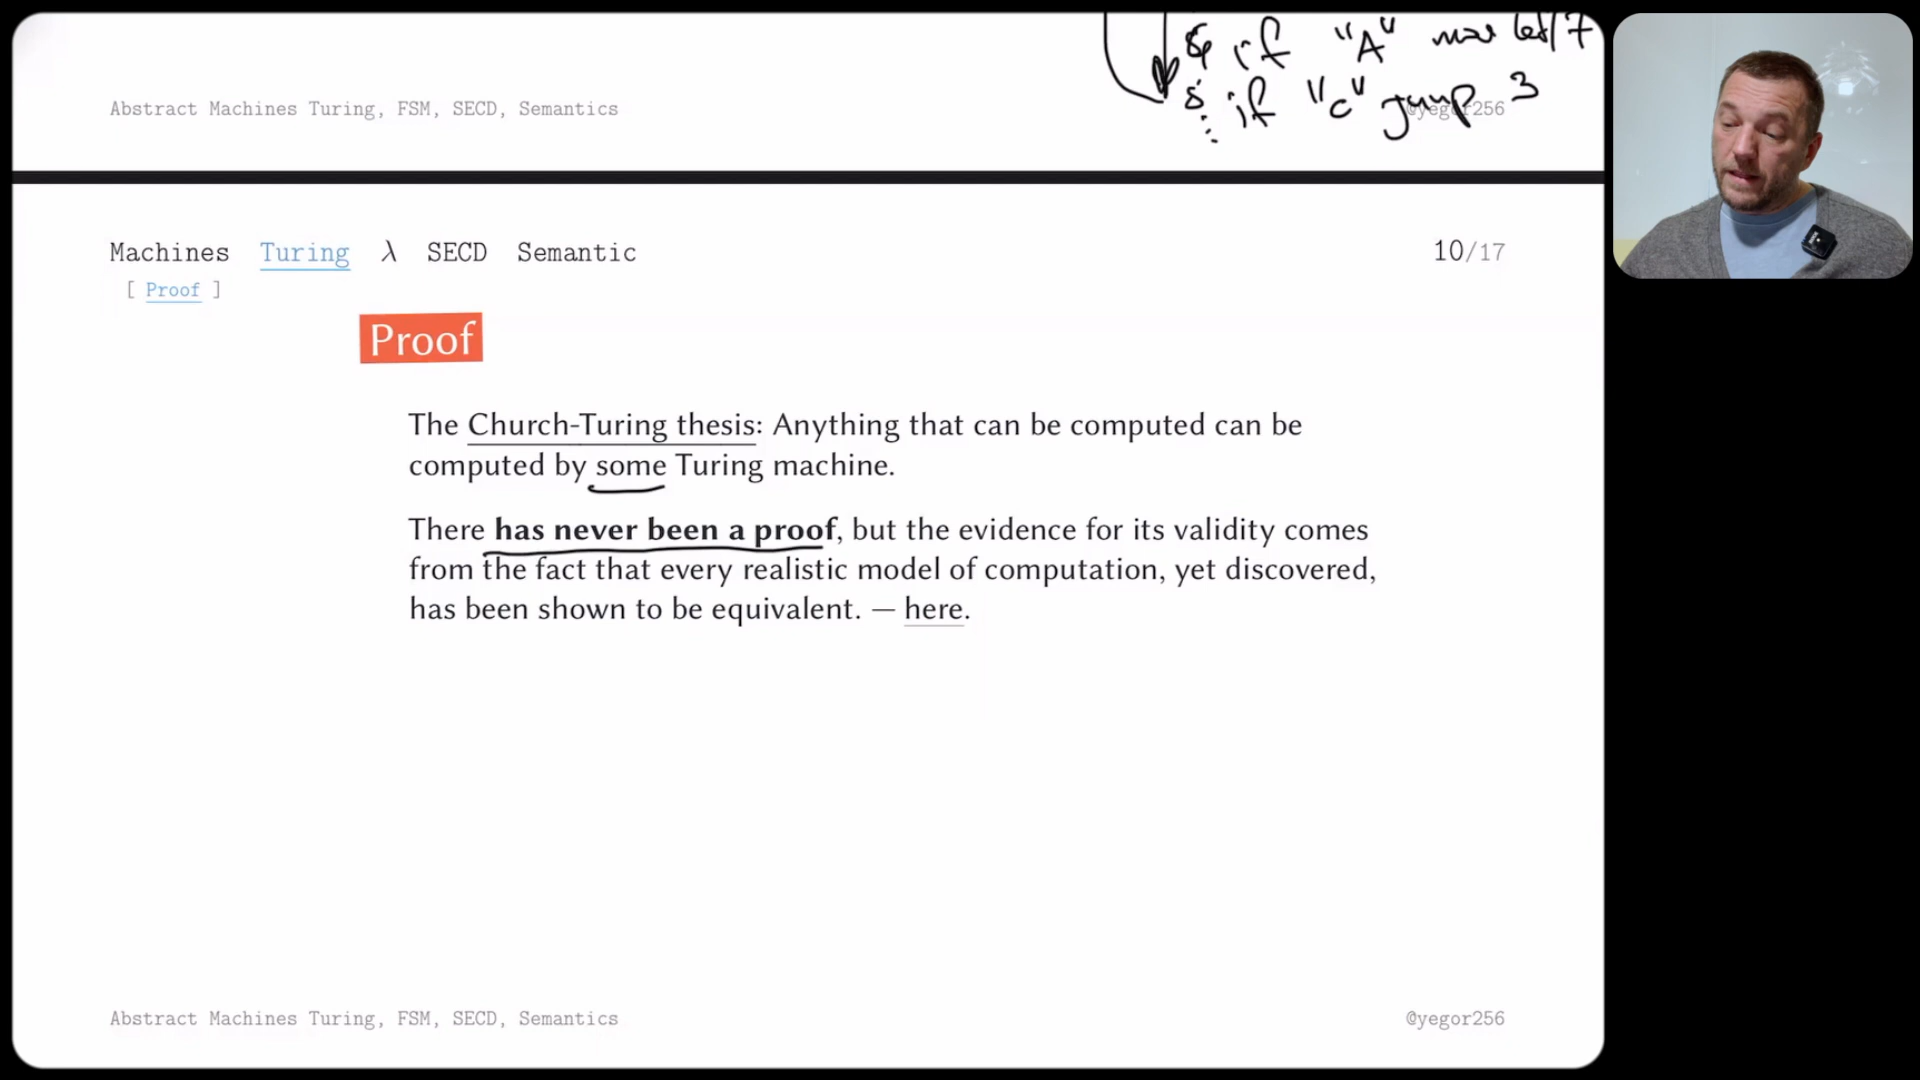 if "A" move left 7
8 if "C" jump 3
Abstract Machines Turing, FSM, SECD, Semantics
Machines Turing λ SECD Semantic 10/17
[ Proof ]
Proof
The Church-Turing thesis: Anything that can be computed can be
computed by some Turing machine.
There has never been a proof, but the evidence for its validity comes
from the fact that every realistic model of computation, yet discovered,
has been shown to be equivalent. — here.
Abstract Machines Turing, FSM, SECD, Semantics @yegor256